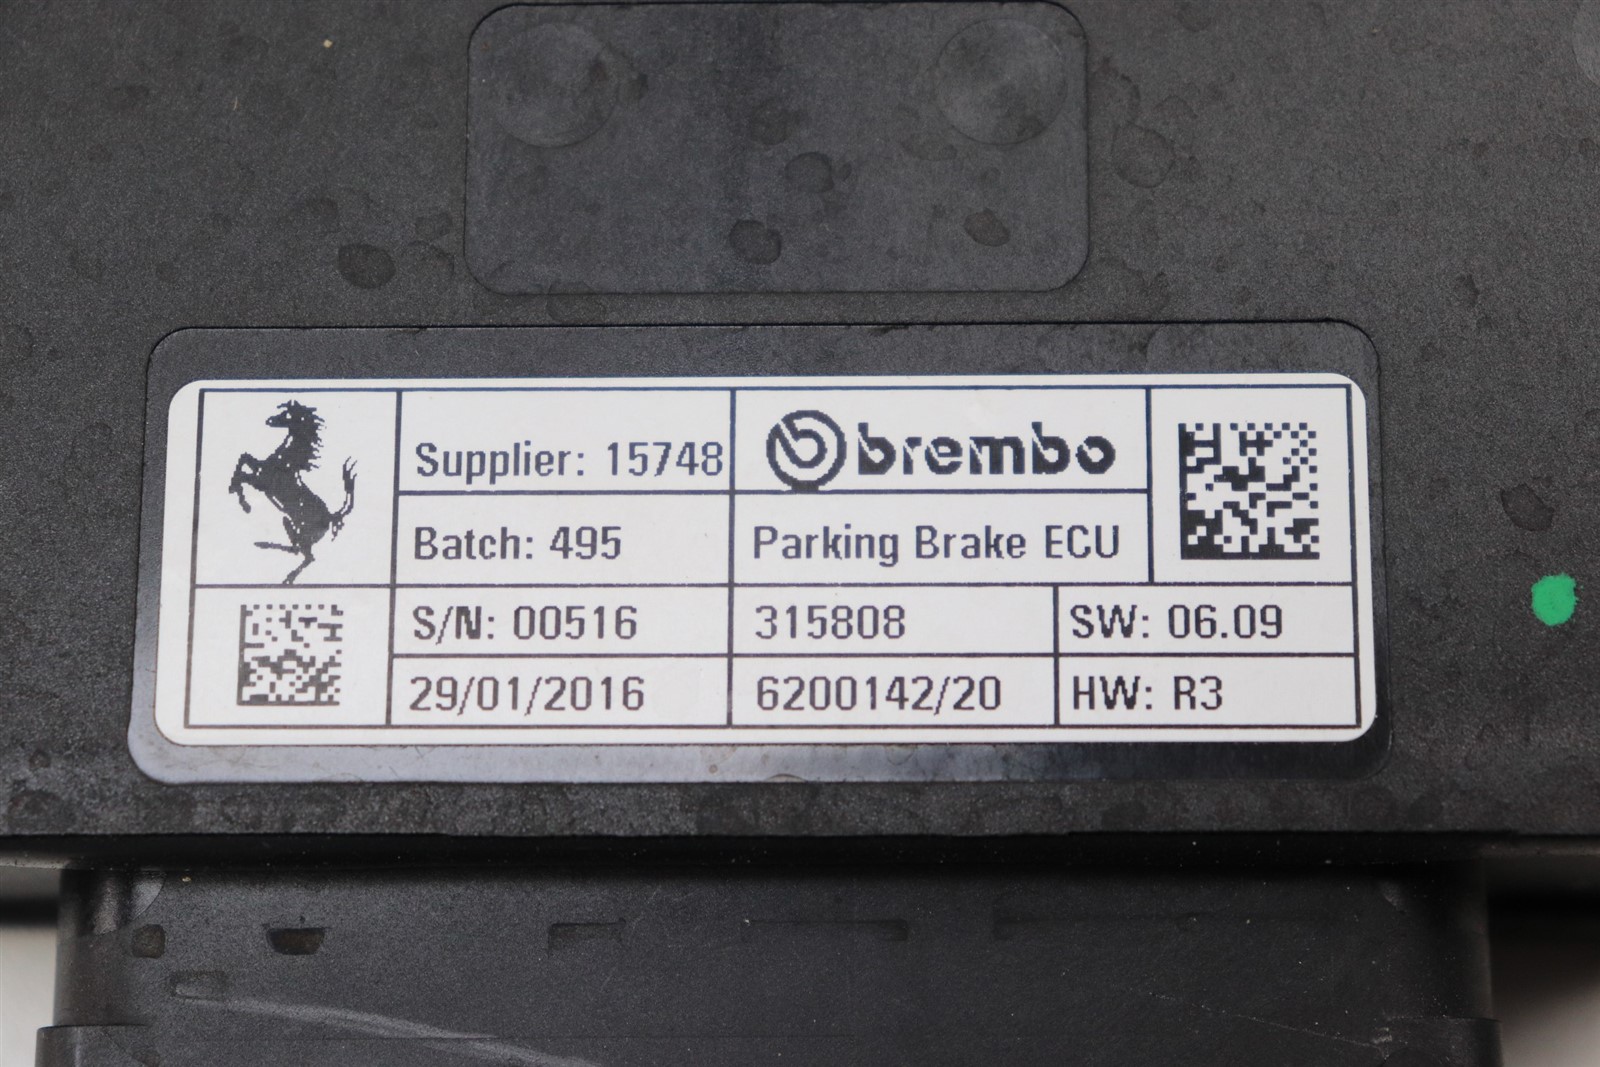 Supplier: 15748
brembo
Batch: 495
Parking Brake ECU
S/N: 00516
315808
SW: 06.09
29/01/2016
6200142/20
HW: R3